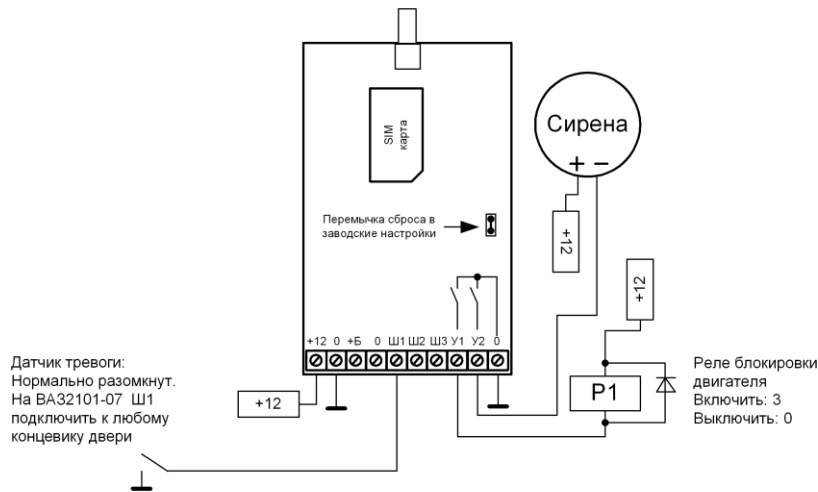 SIM
карта
Сирена
+ −
+12
Перемычка сброса в
заводские настройки
+12
+12 0 +Б 0 Ш1 Ш2 Ш3 У1 У2 0
Датчик тревоги:
Нормально разомкнут.
На ВА32101-07 Ш1
подключить к любому
концевику двери
+12
Р1
Реле блокировки
двигателя
Включить: 3
Выключить: 0